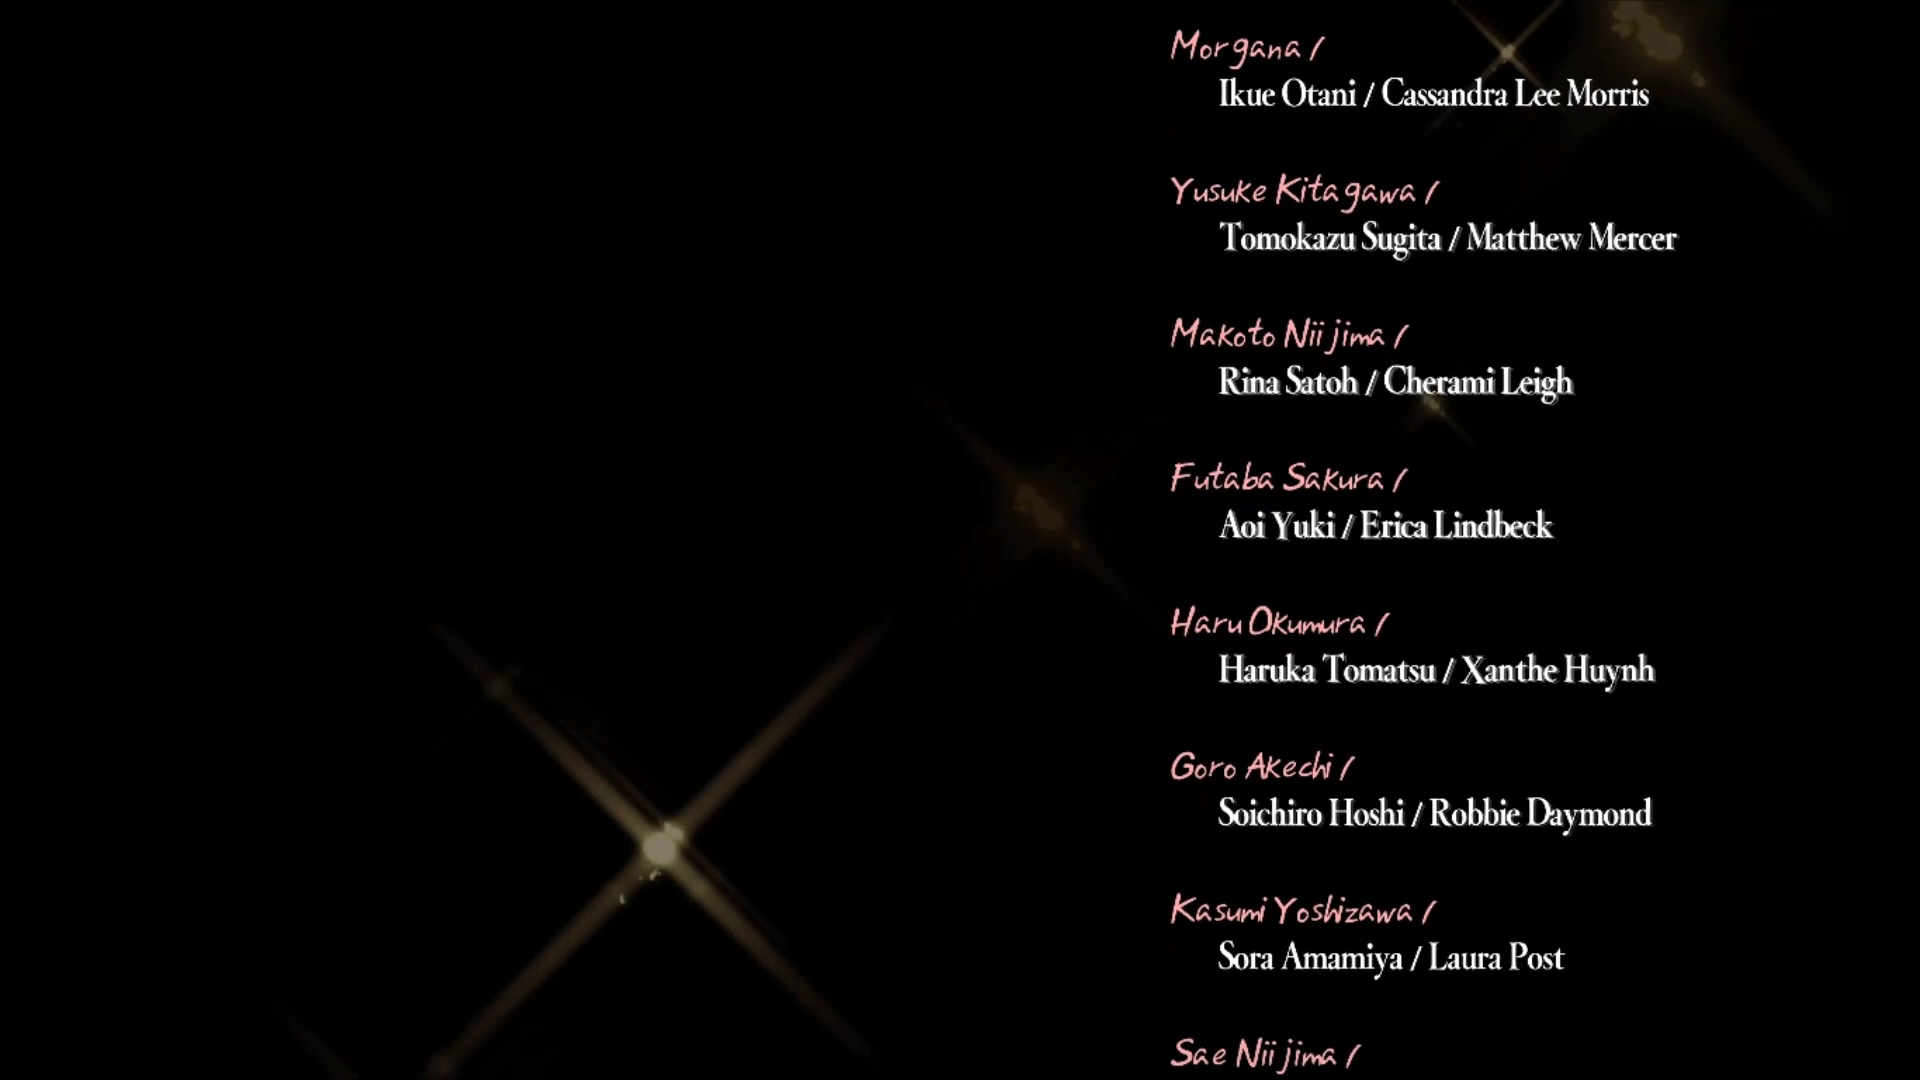 Morgana /
Ikue Otani / Cassandra Lee Morris
Yusuke Kitagawa /
Tomokazu Sugita / Matthew Mercer
Makoto Niijima /
Rina Satoh / Cherami Leigh
Futaba Sakura /
Aoi Yuki / Erica Lindbeck
Haru Okumura /
Haruka Tomatsu / Xanthe Huynh
Goro Akechi /
Soichiro Hoshi / Robbie Daymond
Kasumi Yoshizawa /
Sora Amamiya / Laura Post
Sae Niijima /